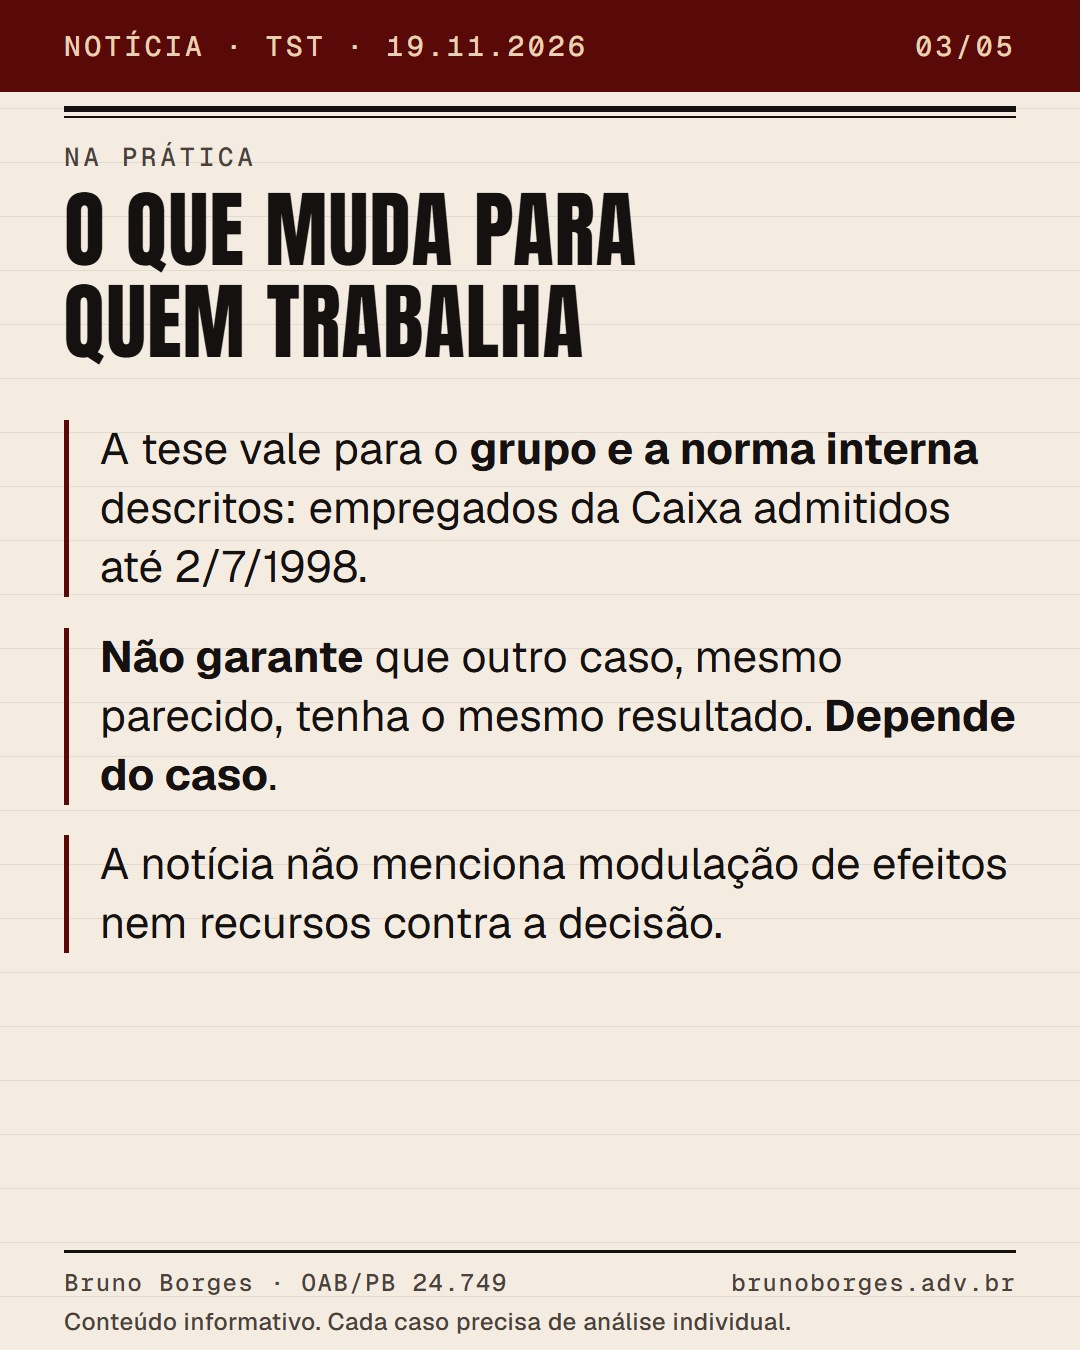 NOTÍCIA · TST · 19.11.2026
03/05
NA PRÁTICA
O QUE MUDA PARA
QUEM TRABALHA
A tese vale para o grupo e a norma interna
descritos: empregados da Caixa admitidos
até 2/7/1998.
Não garante que outro caso, mesmo
parecido, tenha o mesmo resultado. Depende
do caso.
A notícia não menciona modulação de efeitos
nem recursos contra a decisão.
Bruno Borges · OAB/PB 24.749
brunoborges.adv.br
Conteúdo informativo. Cada caso precisa de análise individual.